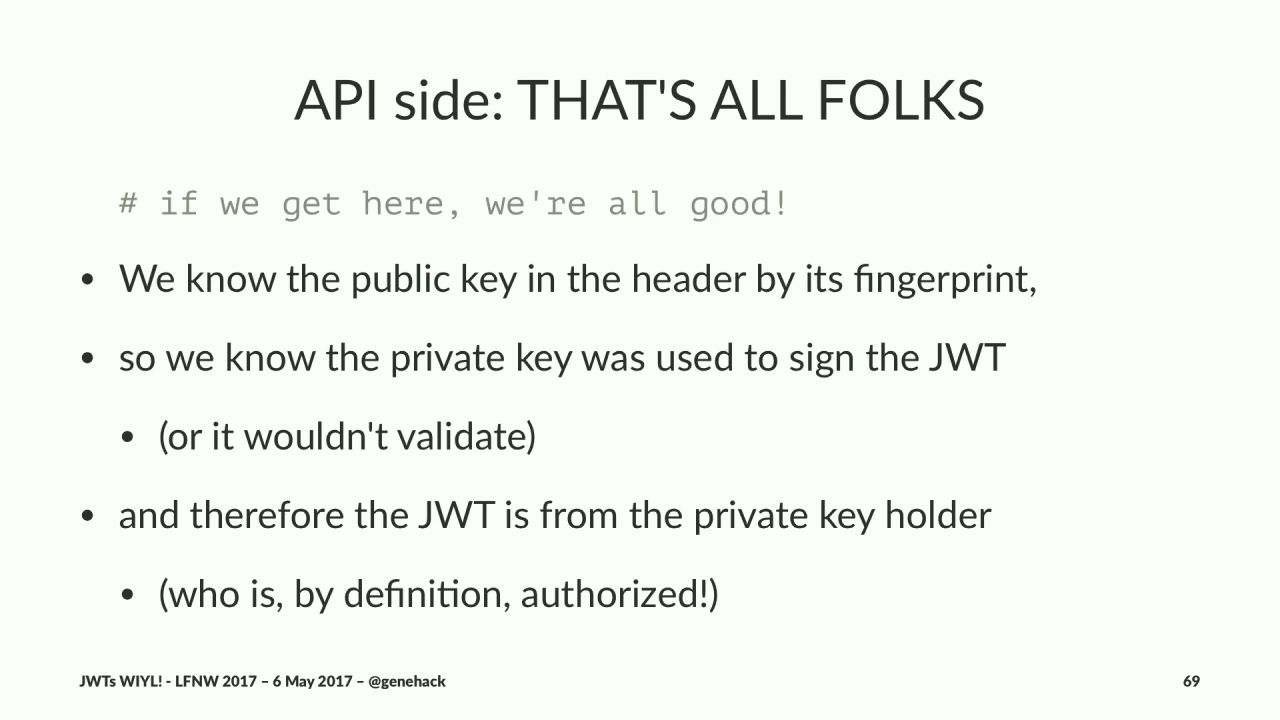 API side: THAT'S ALL FOLKS
# if we get here, we're all good!
• We know the public key in the header by its fingerprint,
• so we know the private key was used to sign the JWT
• (or it wouldn't validate)
• and therefore the JWT is from the private key holder
• (who is, by definition, authorized!)
JWTs WIYL! - LFNW 2017 – 6 May 2017 – @genehack 69